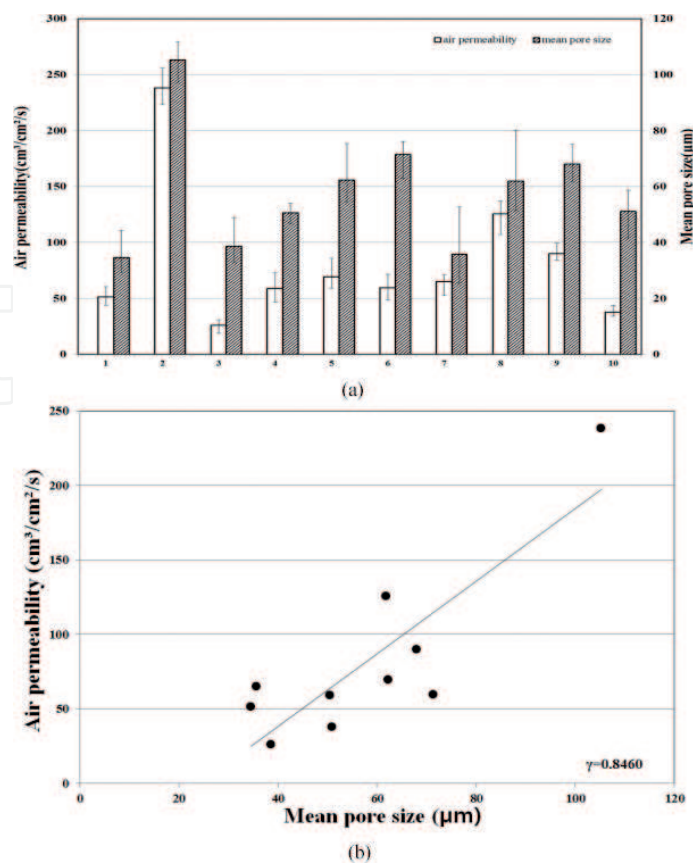 300
250
200
150
100
50
0
Air permeability(cm³/cm²/s)
air permeability
mean pore size
120
100
80
60
40
20
0
Mean pore size(μm)
1 2 3 4 5 6 7 8 9 10
(a)
250
200
150
100
50
0
Air permeability (cm³/cm²/s)
γ=0.8460
0 20 40 60 80 100 120
Mean pore size (μm)
(b)